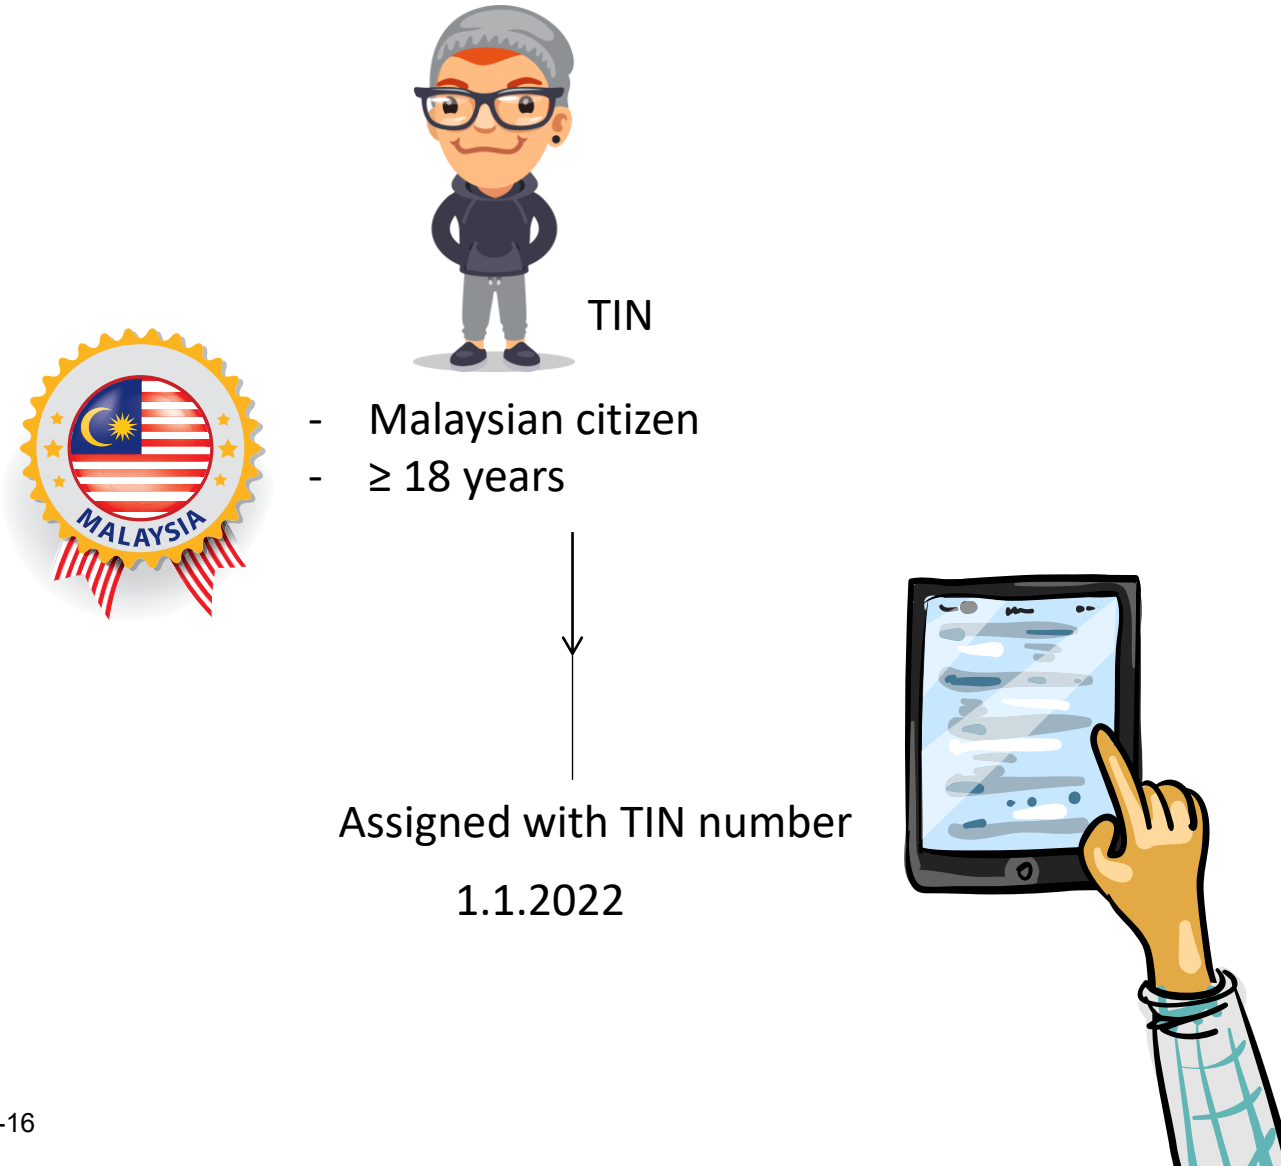 TIN
- Malaysian citizen
- ≥ 18 years
MALAYSIA
Assigned with TIN number
1.1.2022
-16